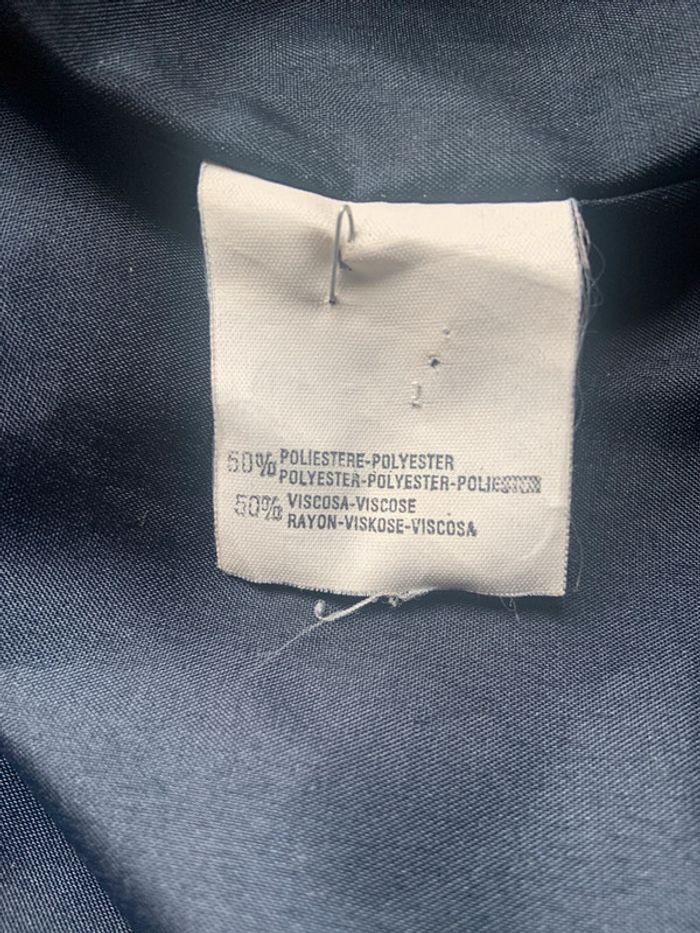 50% POLIESTERE-POLYESTER
POLYESTER-POLYESTER-POLIESTER
50% VISCOSA-VISCOSE
RAYON-VISKOSE-VISCOSA